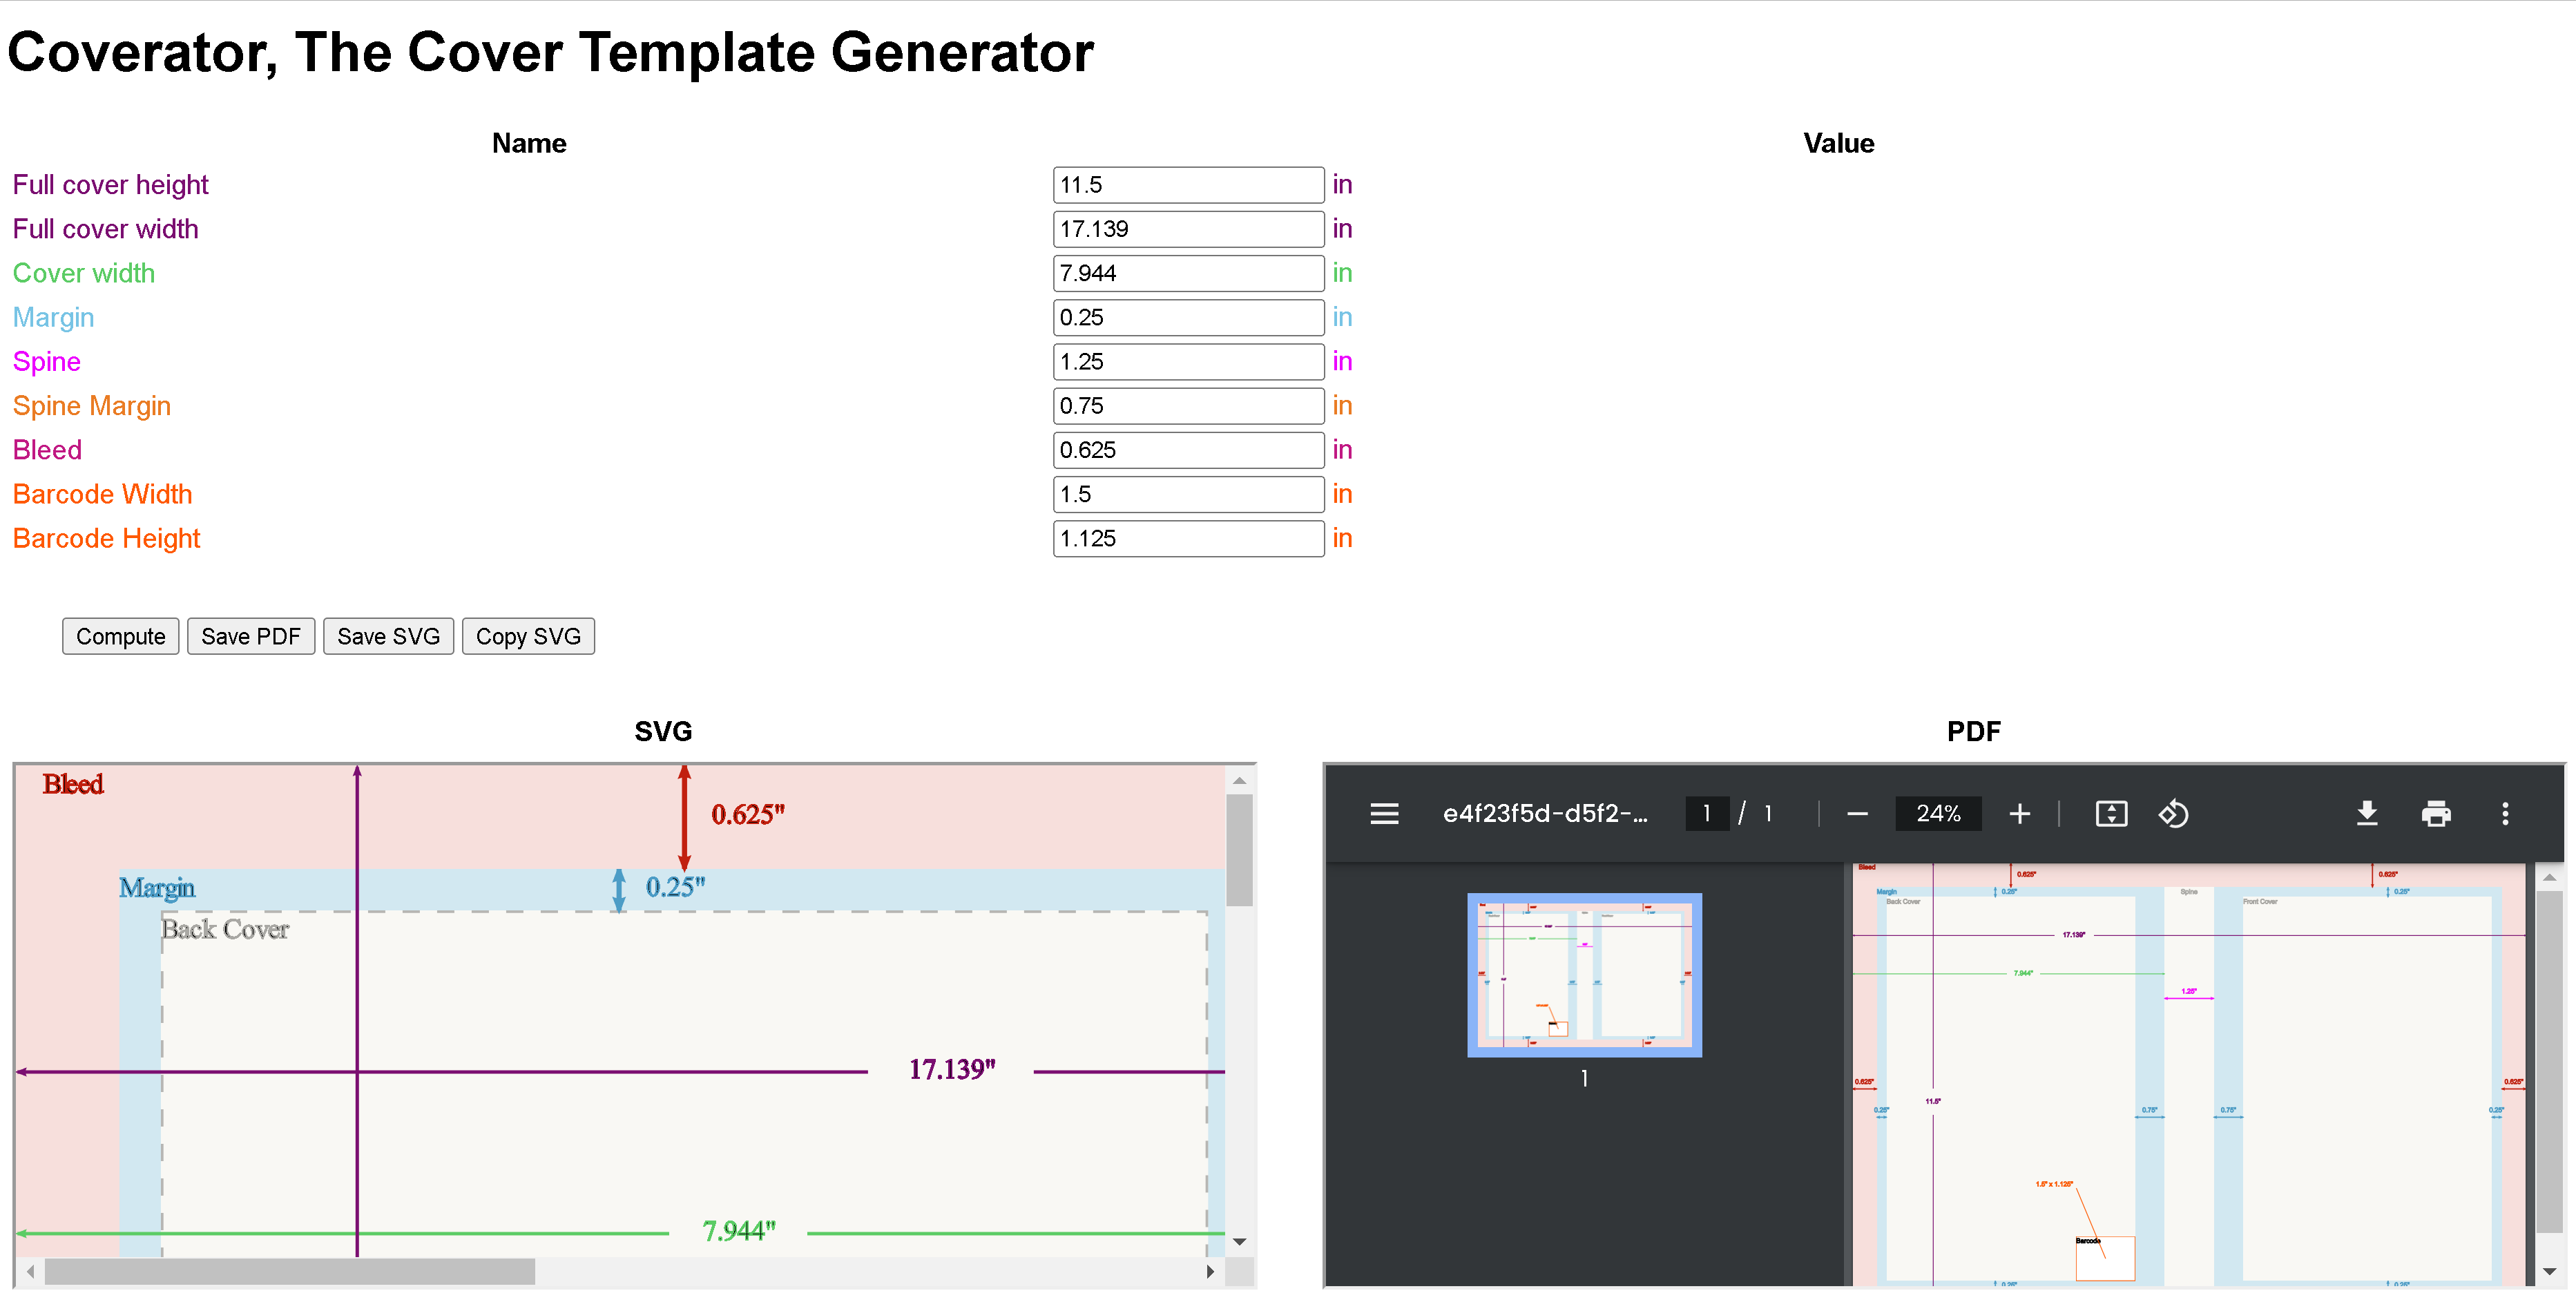 Coverator, The Cover Template Generator
Name Value
Full cover height 11.5 in
Full cover width 17.139 in
Cover width 7.944 in
Margin 0.25 in
Spine 1.25 in
Spine Margin 0.75 in
Bleed 0.625 in
Barcode Width 1.5 in
Barcode Height 1.125 in
Compute Save PDF Save SVG Copy SVG
SVG
Bleed
0.625"
Margin 0.25"
Back Cover
17.139"
7.944"
PDF
e4f23f5d-d5f2-... 1 / 1 24%
1
Bleed
0.625" 0.625"
Margin 0.25" Spine 0.25"
Back Cover Front Cover
17.139"
7.944"
1.25"
0.625" 0.625"
11.5"
0.25" 0.75" 0.75" 0.25"
1.5" x 1.125"
Barcode
0.25" 0.25"